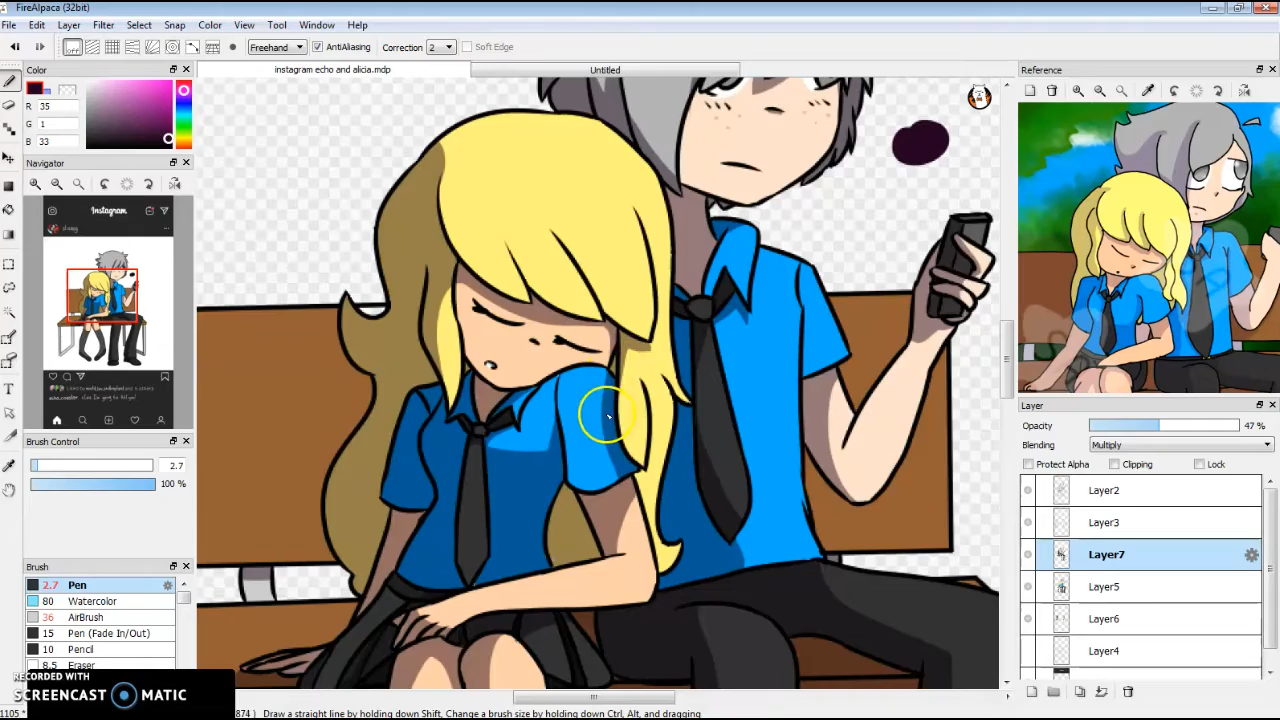 FireAlpaca (32bit)
File Edit Layer Filter Select Snap Color View Tool Window Help
OFF Freehand AntiAliasing Correction 2 Soft Edge
Color
instagram echo and alicia.mdp Untitled
Reference
R 35
G 1
B 33
Navigator
Instagram
Layer
Opacity 47 %
Blending Multiply
Protect Alpha Clipping Lock
Brush Control
2.7
100 %
Layer2
Layer3
Layer7
Layer5
Layer6
Layer4
Brush
2.7 Pen
80 Watercolor
36 AirBrush
15 Pen (Fade In/Out)
10 Pencil
8.5 Eraser
RECORDED WITH
SCREENCAST MATIC
874 ) Draw a straight line by holding down Shift, Change a brush size by holding down Ctrl, Alt, and dragging